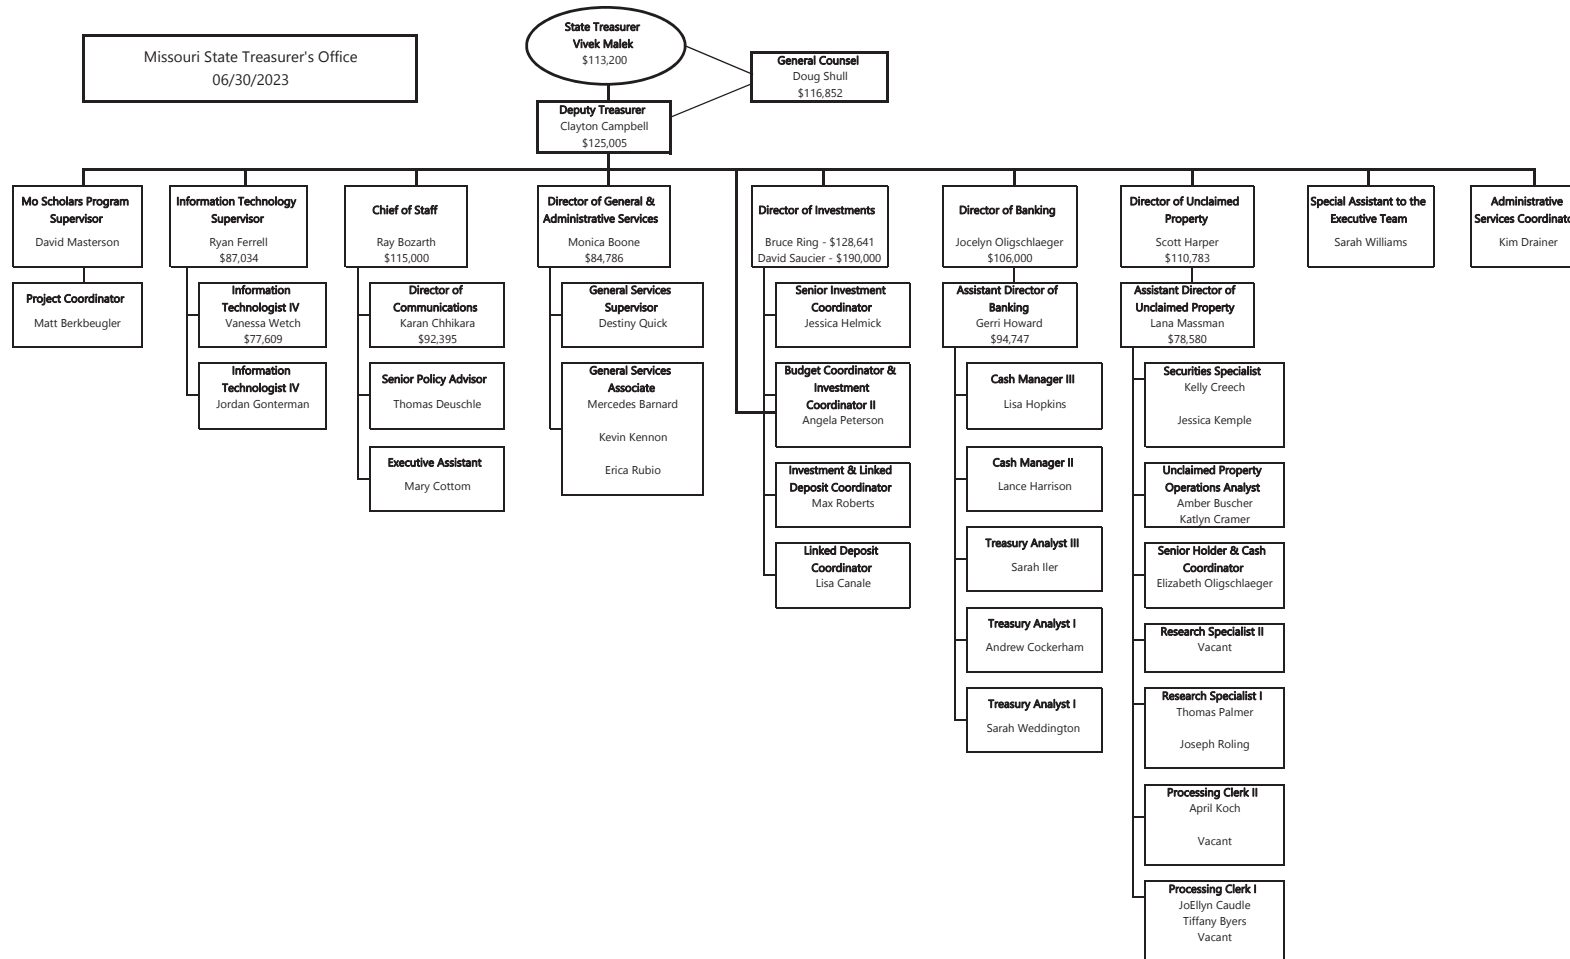 Missouri State Treasurer's Office
06/30/2023
State Treasurer
Vivek Malek
$113,200
General Counsel
Doug Shull
$116,852
Deputy Treasurer
Clayton Campbell
$125,005
Mo Scholars Program
Supervisor
David Masterson
Project Coordinator
Matt Berkbeugler
Information Technology
Supervisor
Ryan Ferrell
$87,034
Information
Technologist IV
Vanessa Wetch
$77,609
Information
Technologist IV
Jordan Gonterman
Chief of Staff
Ray Bozarth
$115,000
Director of
Communications
Karan Chhikara
$92,395
Senior Policy Advisor
Thomas Deuschle
Executive Assistant
Mary Cottom
Director of General &
Administrative Services
Monica Boone
$84,786
General Services
Supervisor
Destiny Quick
General Services
Associate
Mercedes Barnard
Kevin Kennon
Erica Rubio
Director of Investments
Bruce Ring - $128,641
David Saucier - $190,000
Senior Investment
Coordinator
Jessica Helmick
Budget Coordinator &
Investment
Coordinator II
Angela Peterson
Investment & Linked
Deposit Coordinator
Max Roberts
Linked Deposit
Coordinator
Lisa Canale
Director of Banking
Jocelyn Oligschlaeger
$106,000
Assistant Director of
Banking
Gerri Howard
$94,747
Cash Manager III
Lisa Hopkins
Cash Manager II
Lance Harrison
Treasury Analyst III
Sarah Iler
Treasury Analyst I
Andrew Cockerham
Treasury Analyst I
Sarah Weddington
Director of Unclaimed
Property
Scott Harper
$110,783
Assistant Director of
Unclaimed Property
Lana Massman
$78,580
Securities Specialist
Kelly Creech
Jessica Kemple
Unclaimed Property
Operations Analyst
Amber Buscher
Katlyn Cramer
Senior Holder & Cash
Coordinator
Elizabeth Oligschlaeger
Research Specialist II
Vacant
Research Specialist I
Thomas Palmer
Joseph Roling
Processing Clerk II
April Koch
Vacant
Processing Clerk I
JoEllyn Caudle
Tiffany Byers
Vacant
Special Assistant to the
Executive Team
Sarah Williams
Administrative
Services Coordinato
Kim Drainer